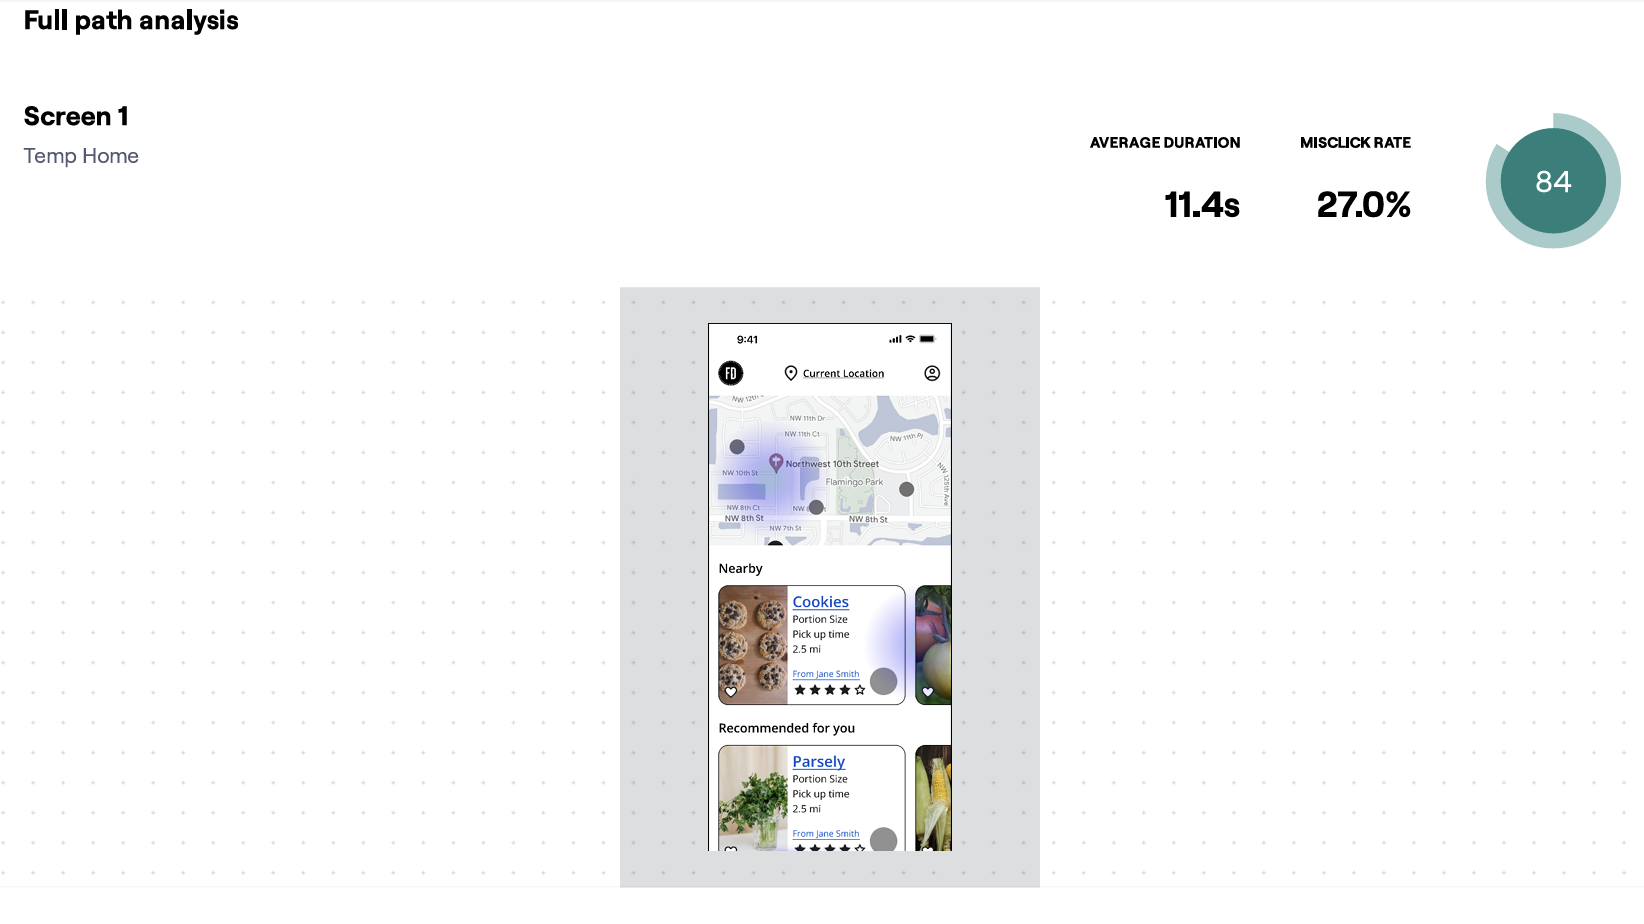 Full path analysis
Screen 1
Temp Home
AVERAGE DURATION
MISCLICK RATE
11.4s
27.0%
84
9:41
FD
Current Location
NW 12th
NW 11th Dr
NW 11th Ct
NW 11th Pl
Northwest 10th Street
NW 10th St
Flamingo Park
NW 125th Ave
NW 8th Ct
NW 8
NW 8th St
NW 8th St
NW 7th St
Nearby
Cookies
Portion Size
Pick up time
2.5 mi
From Jane Smith
Recommended for you
Parsely
Portion Size
Pick up time
2.5 mi
From Jane Smith